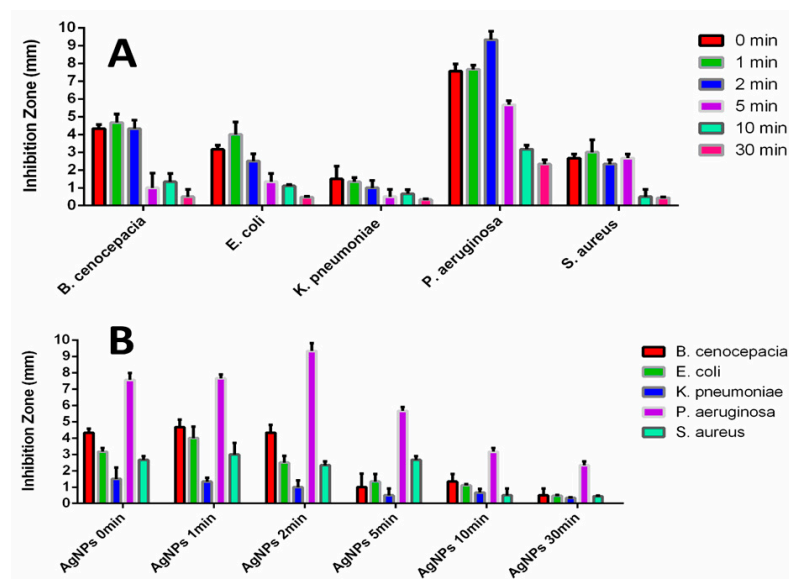 A
10
9
8
7
6
5
4
3
2
1
0
Inhibition Zone (mm)
B. cenocepacia
E. coli
K. pneumoniae
P. aeruginosa
S. aureus
0 min
1 min
2 min
5 min
10 min
30 min
B
10
9
8
7
6
5
4
3
2
1
0
Inhibition Zone (mm)
AgNPs 0min
AgNPs 1min
AgNPs 2min
AgNPs 5min
AgNPs 10min
AgNPs 30min
B. cenocepacia
E. coli
K. pneumoniae
P. aeruginosa
S. aureus